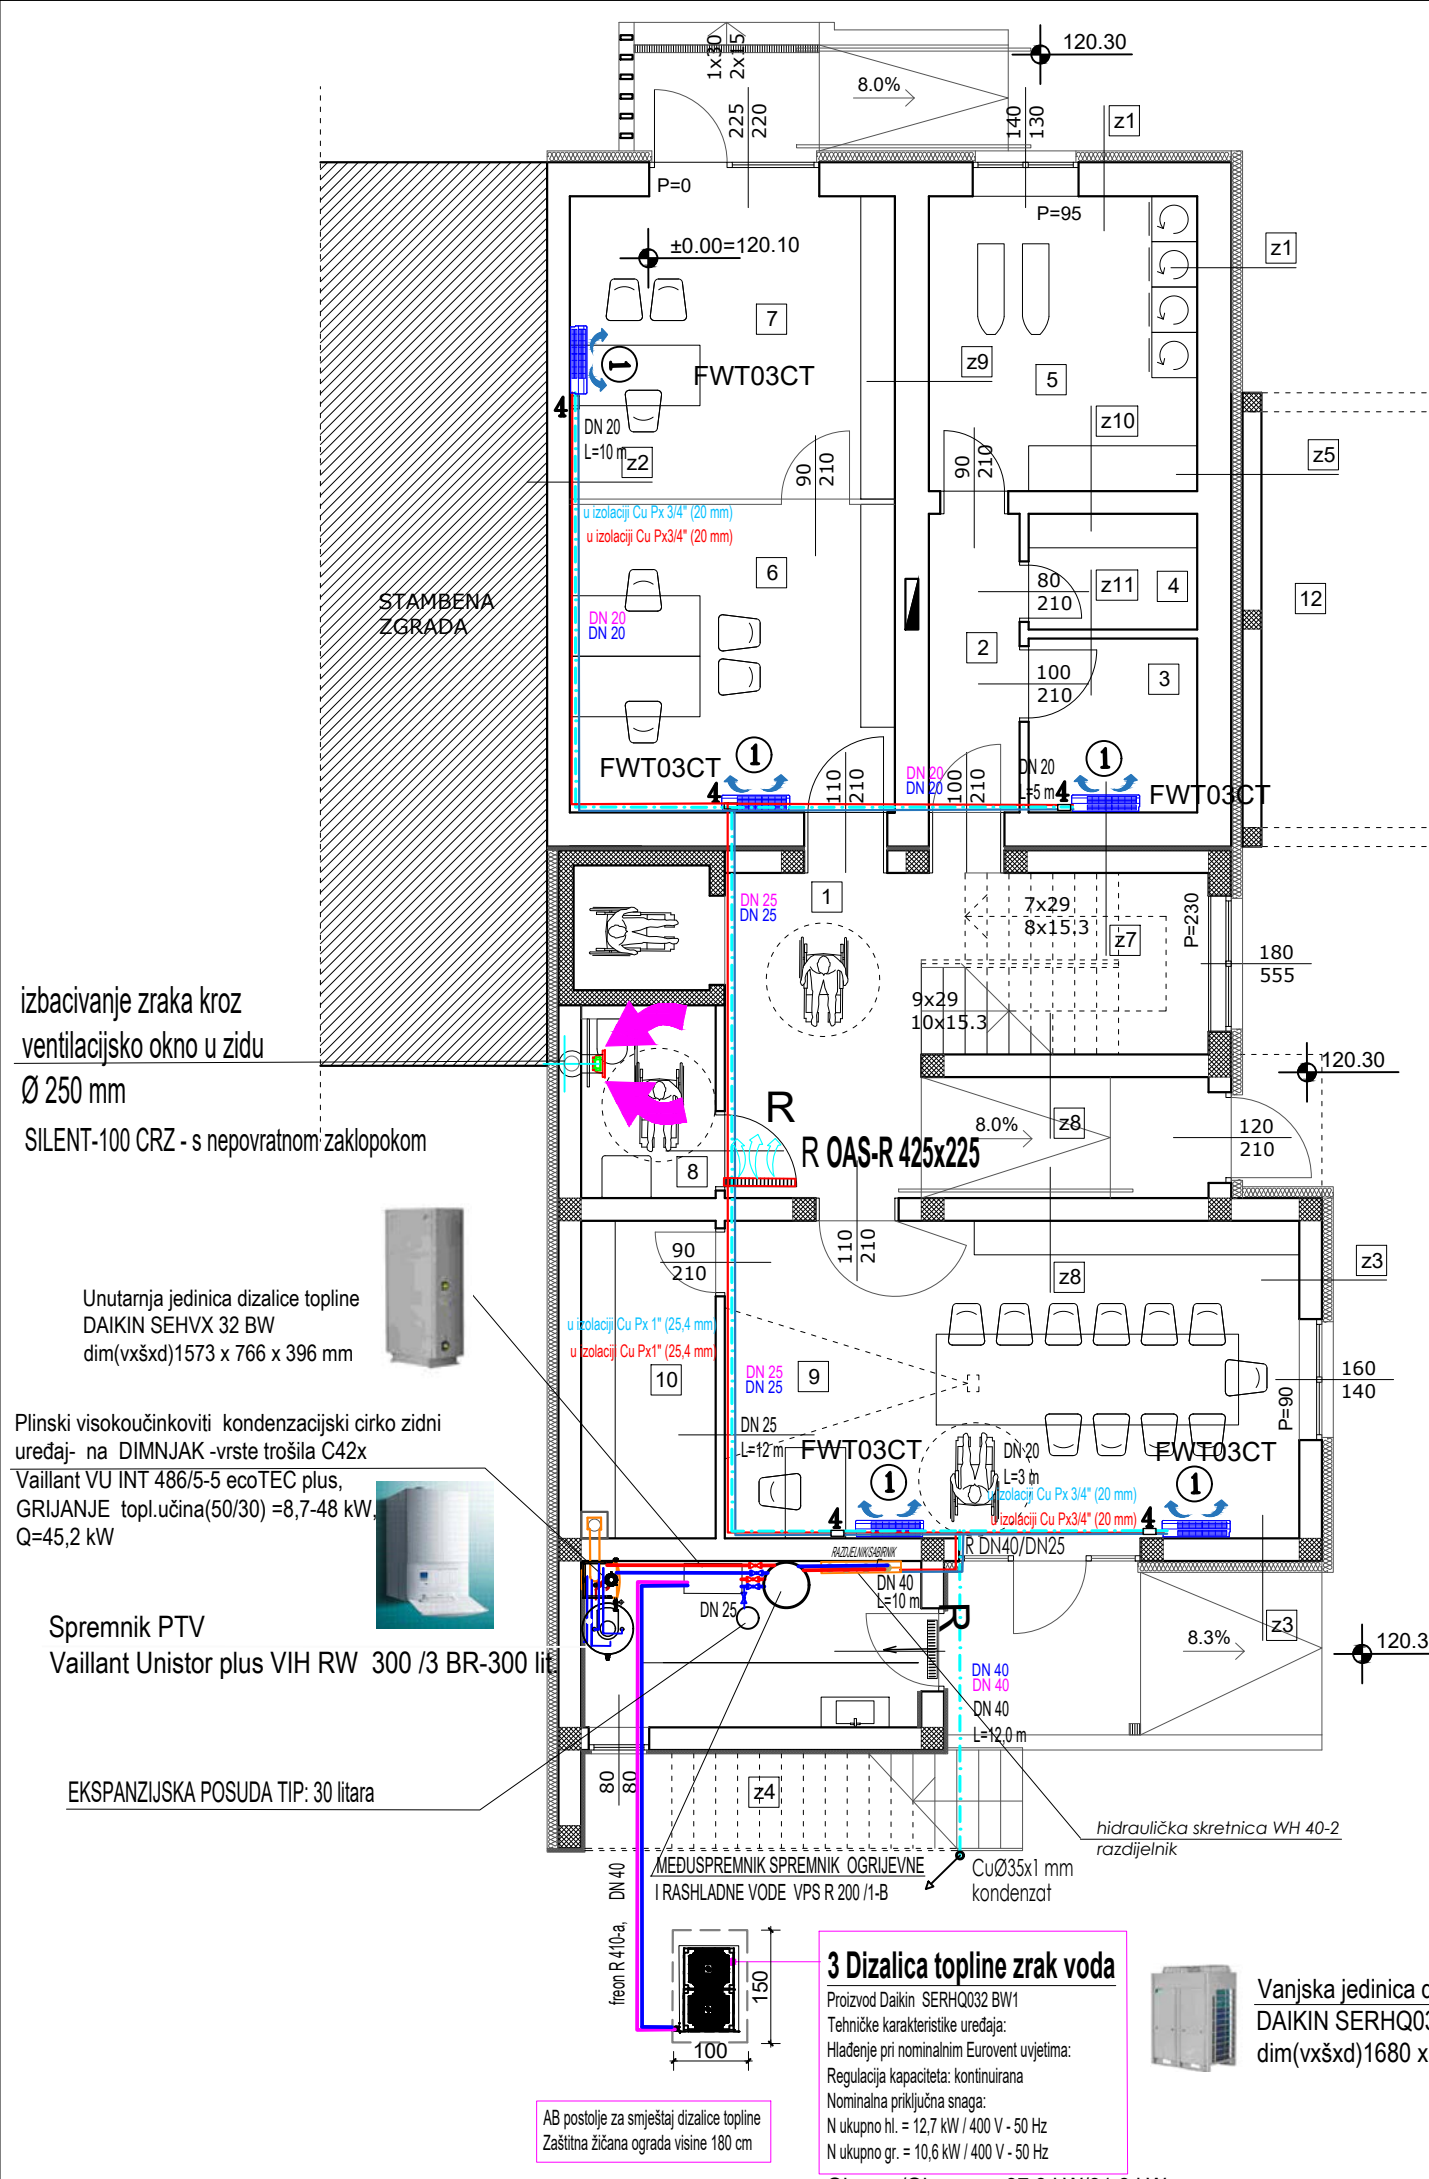 120.30
1x30
2x15
8.0%
225
220
140
130
z1
P=0
P=95
±0.00=120.10
z1
7
z9
5
1
FWT03CT
4
DN 20
L=10 m
z2
90
210
90
210
z10
z5
u izolaciji Cu Px 3/4" (20 mm)
u izolaciji Cu Px3/4" (20 mm)
6
STAMBENA
ZGRADA
DN 20
DN 20
80
210
z11
4
12
2
100
210
3
FWT03CT
1
4
110
210
DN 20
DN 20
100
210
DN 20
L=5 m
4
1
FWT03CT
DN 25
DN 25
1
7x29
8x15.3
z7
P=230
180
555
9x29
10x15.3
izbacivanje zraka kroz
ventilacijsko okno u zidu
Ø 250 mm
SILENT-100 CRZ - s nepovratnom zaklopokom
120.30
R
R OAS-R 425x225
8.0%
z8
120
210
8
90
210
110
210
z8
z3
Unutarnja jedinica dizalice topline
DAIKIN SEHVX 32 BW
dim(vxšxd)1573 x 766 x 396 mm
u izolaciji Cu Px 1" (25,4 mm)
u izolaciji Cu Px1" (25,4 mm)
10
DN 25
DN 25
9
160
140
P=90
Plinski visokoučinkoviti kondenzacijski cirko zidni
uređaj- na DIMNJAK -vrste trošila C42x
Vaillant VU INT 486/5-5 ecoTEC plus,
GRIJANJE topl.učina(50/30) =8,7-48 kW,
Q=45,2 kW
DN 25
L=12 m
FWT03CT
1
4
DN 20
L=3 m
u izolaciji Cu Px 3/4" (20 mm)
u izolaciji Cu Px3/4" (20 mm)
FWT03CT
1
4
RAZDJELNIK/SABIRNIK
R DN40/DN25
DN 40
L=10 m
DN 25
R
Spremnik PTV
Vaillant Unistor plus VIH RW 300 /3 BR-300 lit.
8.3%
z3
120.3
DN 40
DN 40
DN 40
L=12,0 m
EKSPANZIJSKA POSUDA TIP: 30 litara
80
80
z4
hidraulička skretnica WH 40-2
razdijelnik
MEĐUSPREMNIK SPREMNIK OGRIJEVNE
I RASHLADNE VODE VPS R 200 /1-B
CuØ35x1 mm
kondenzat
freon R 410-a, DN 40
150
100
3 Dizalica topline zrak voda
Proizvod Daikin SERHQ032 BW1
Tehničke karakteristike uređaja:
Hlađenje pri nominalnim Eurovent uvjetima:
Regulacija kapaciteta: kontinuirana
Nominalna priključna snaga:
N ukupno hl. = 12,7 kW / 400 V - 50 Hz
N ukupno gr. = 10,6 kW / 400 V - 50 Hz
Vanjska jedinica
DAIKIN SERHQ03
dim(vxšxd)1680 x
AB postolje za smještaj dizalice topline
Zaštitna žičana ograda visine 180 cm